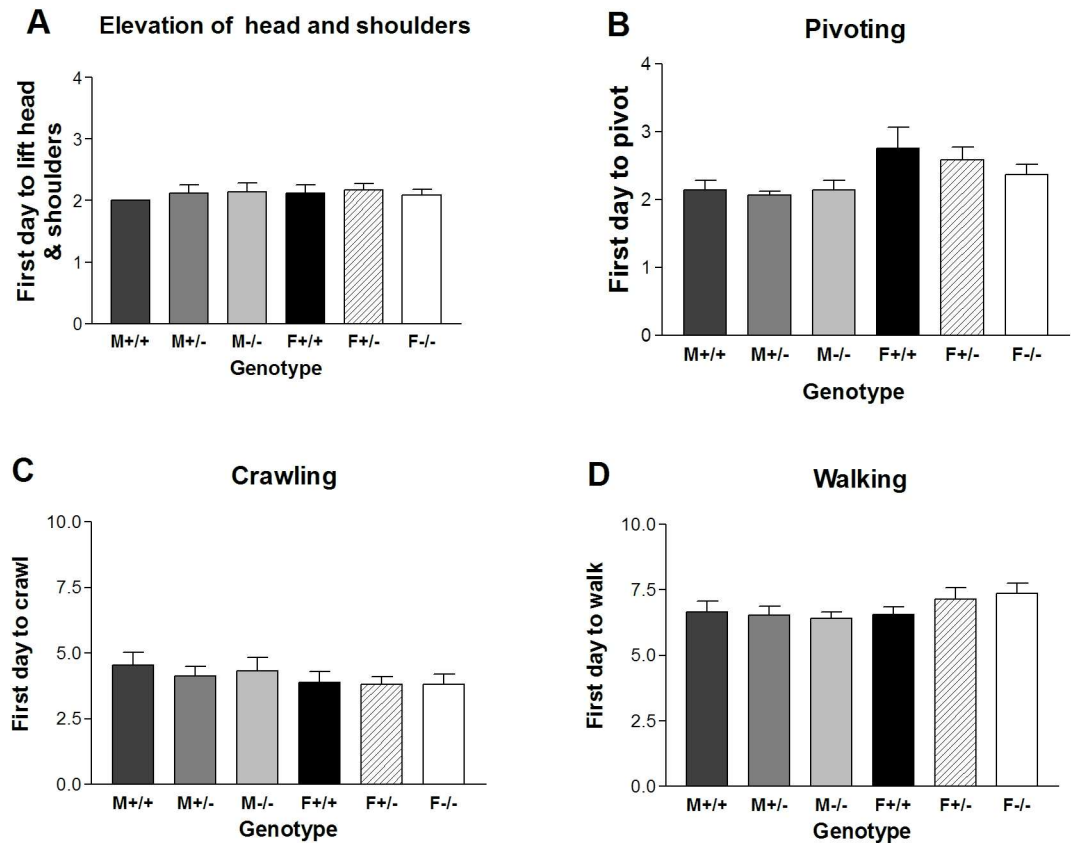 A
Elevation of head and shoulders
First day to lift head
& shoulders
4
3
2
1
0
M+/+ M+/- M-/- F+/+ F+/- F-/-
Genotype
B
Pivoting
First day to pivot
4
3
2
1
0
M+/+ M+/- M-/- F+/+ F+/- F-/-
Genotype
C
Crawling
First day to crawl
10.0
7.5
5.0
2.5
0.0
M+/+ M+/- M-/- F+/+ F+/- F-/-
Genotype
D
Walking
First day to walk
10.0
7.5
5.0
2.5
0.0
M+/+ M+/- M-/- F+/+ F+/- F-/-
Genotype